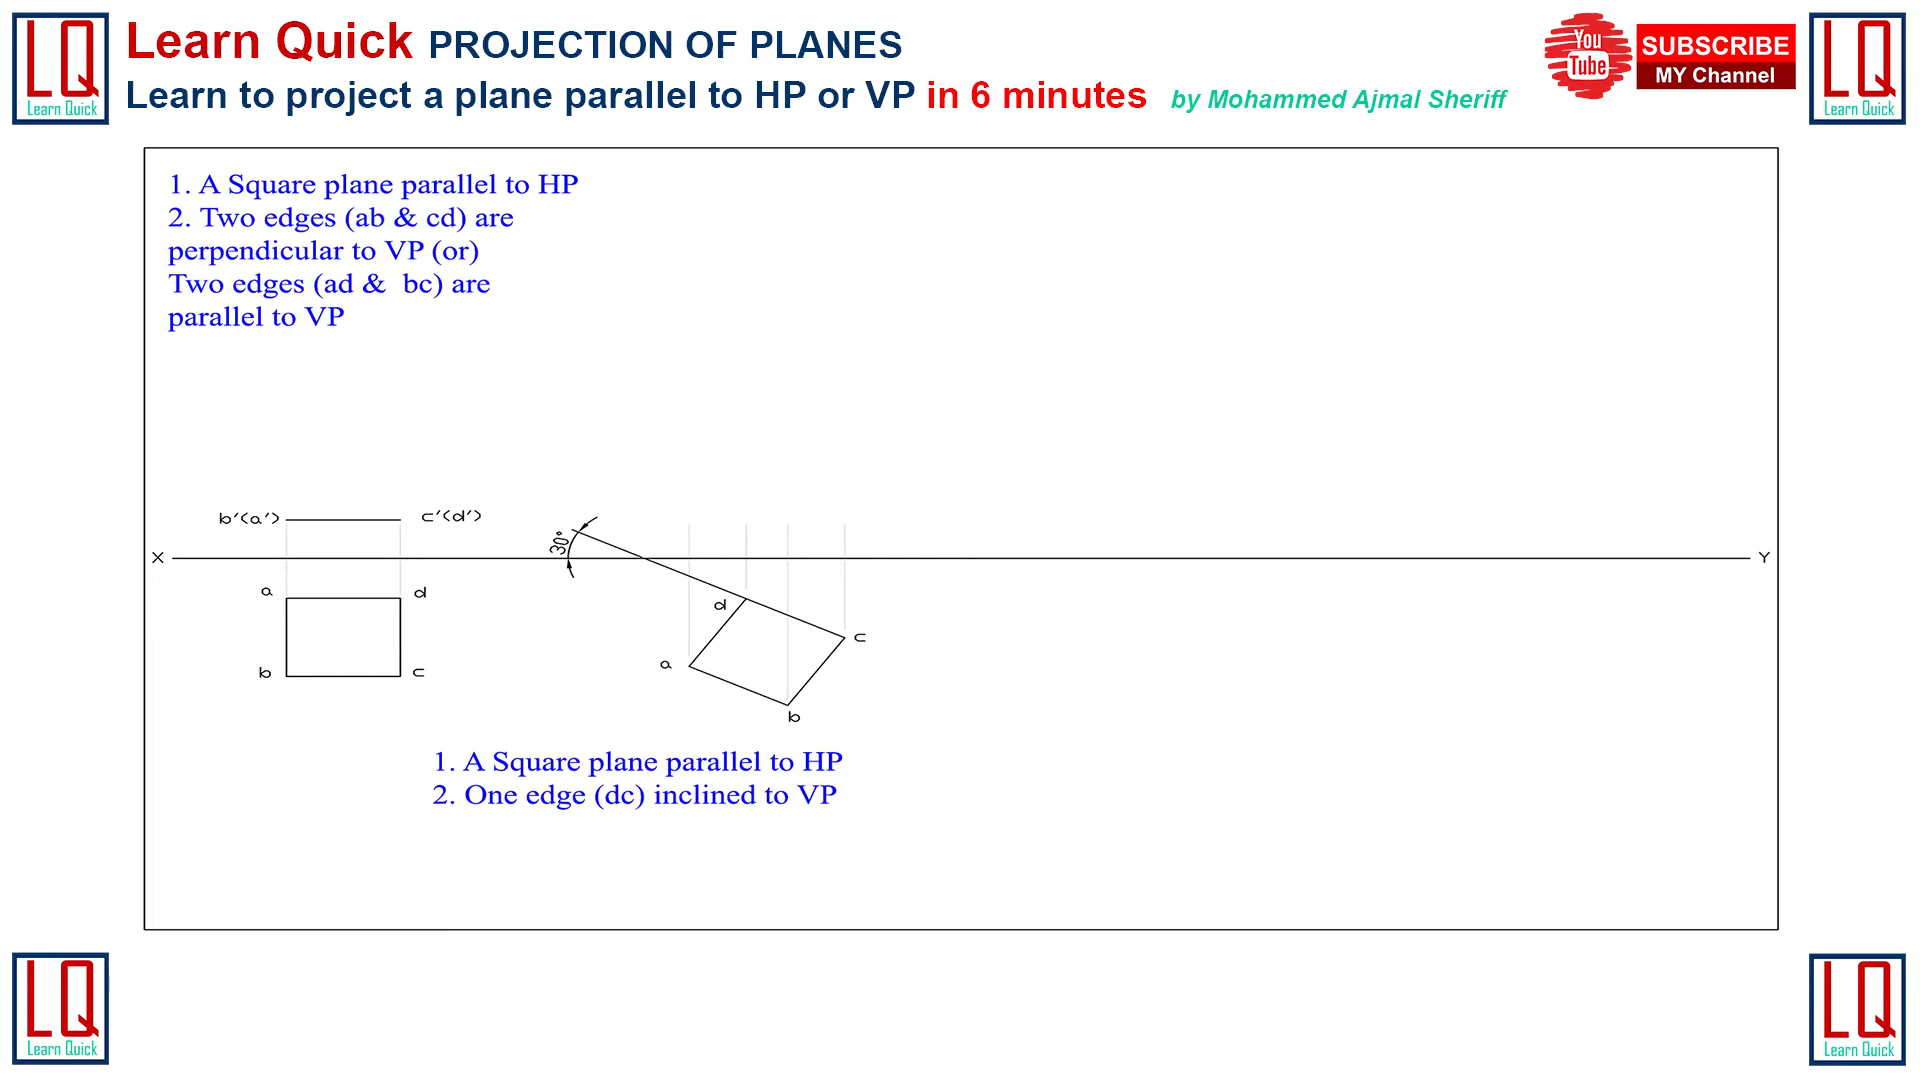 LQ
Learn Quick
Learn Quick PROJECTION OF PLANES
Learn to project a plane parallel to HP or VP in 6 minutes by Mohammed Ajmal Sheriff
You
Tube
SUBSCRIBE
MY Channel
LQ
Learn Quick
1. A Square plane parallel to HP
2. Two edges (ab & cd) are
perpendicular to VP (or)
Two edges (ad & bc) are
parallel to VP
b'(a') c'(d')
30°
X Y
a d
b c
d
c
a
b
1. A Square plane parallel to HP
2. One edge (dc) inclined to VP
LQ
Learn Quick
LQ
Learn Quick